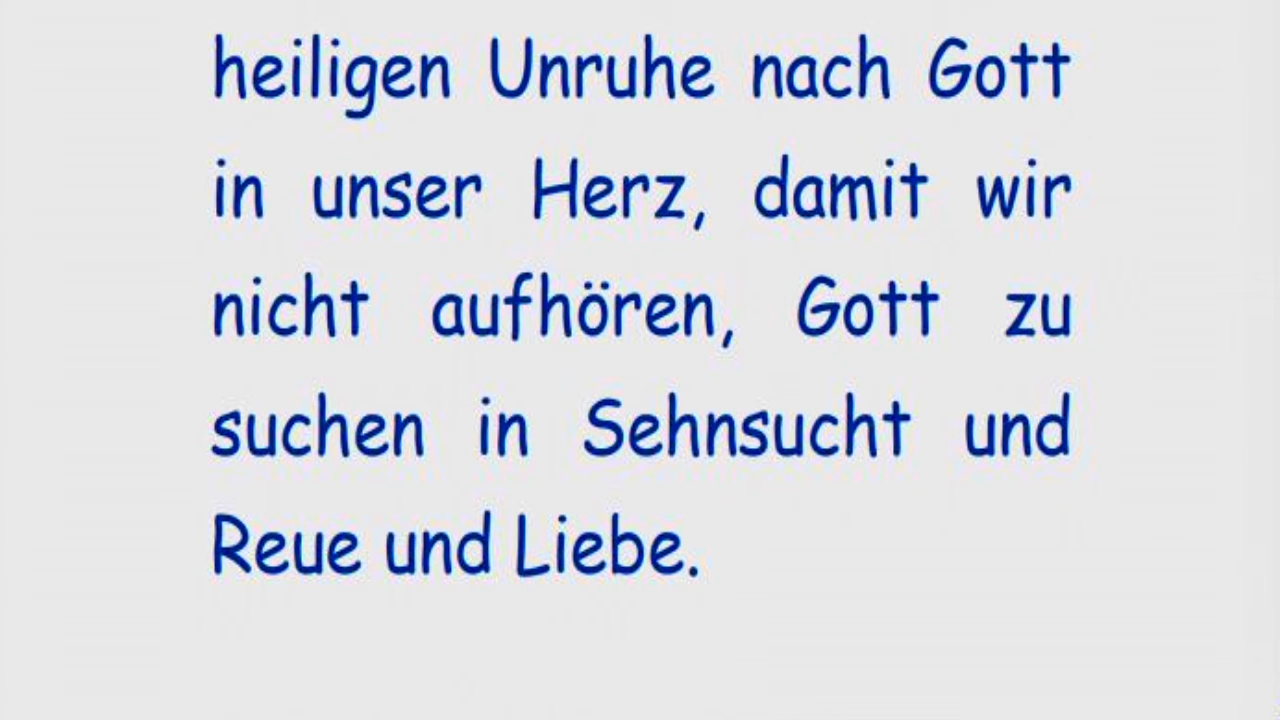 heiligen Unruhe nach Gott
in unser Herz, damit wir
nicht aufhören, Gott zu
suchen in Sehnsucht und
Reue und Liebe.